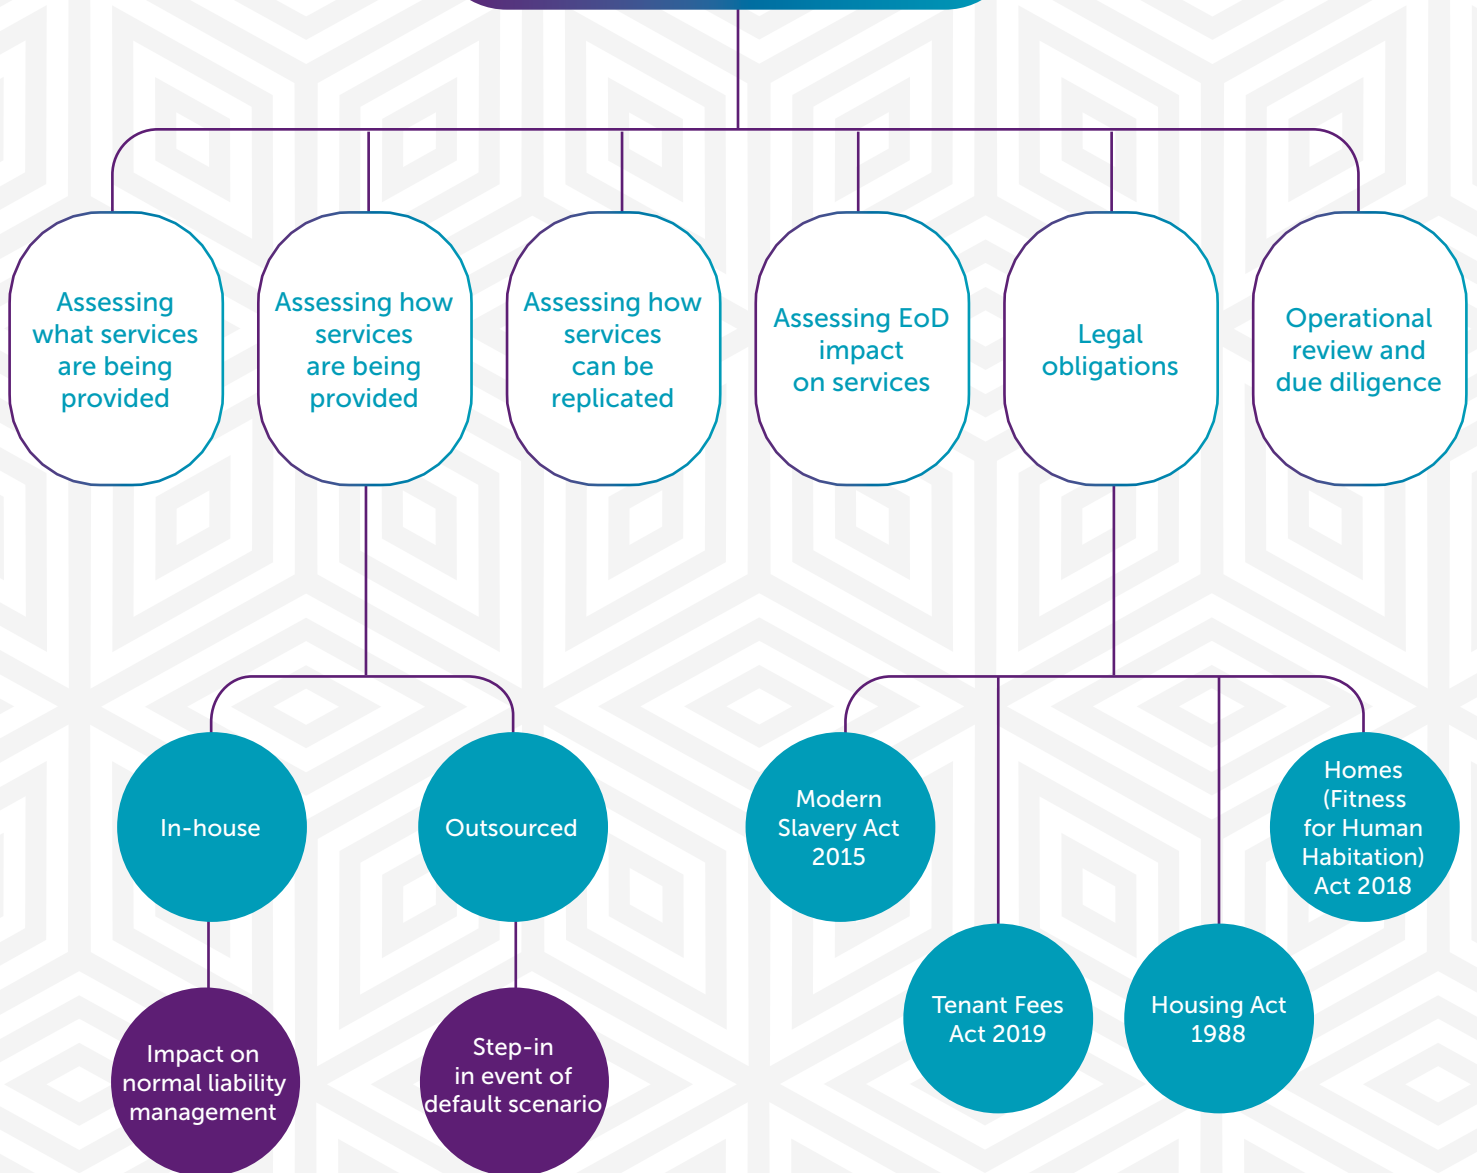 Assessing
what services
are being
provided
Assessing how
services
are being
provided
Assessing how
services
can be
replicated
Assessing EoD
impact
on services
Legal
obligations
Operational
review and
due diligence
In-house
Outsourced
Modern
Slavery Act
2015
Homes
(Fitness
for Human
Habitation)
Act 2018
Tenant Fees
Act 2019
Housing Act
1988
Impact on
normal liability
management
Step-in
in event of
default scenario